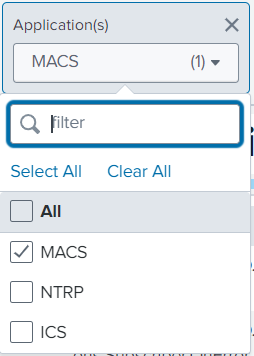 Application(s)
MACS (1)
filter
Select All Clear All
All
MACS
NTRP
ICS